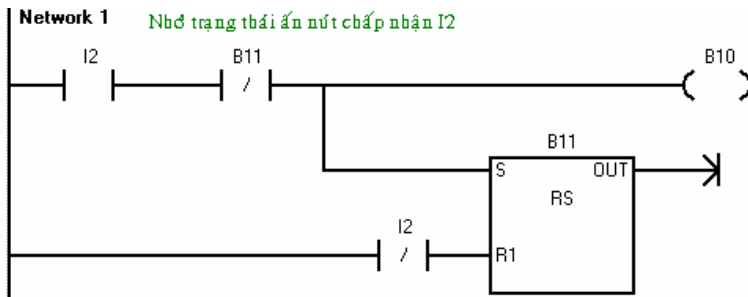 Network 1
Nhớ trạng thái ấn nút chấp nhận I2
I2
B11
/
B10
B11
S OUT
RS
I2
/
R1